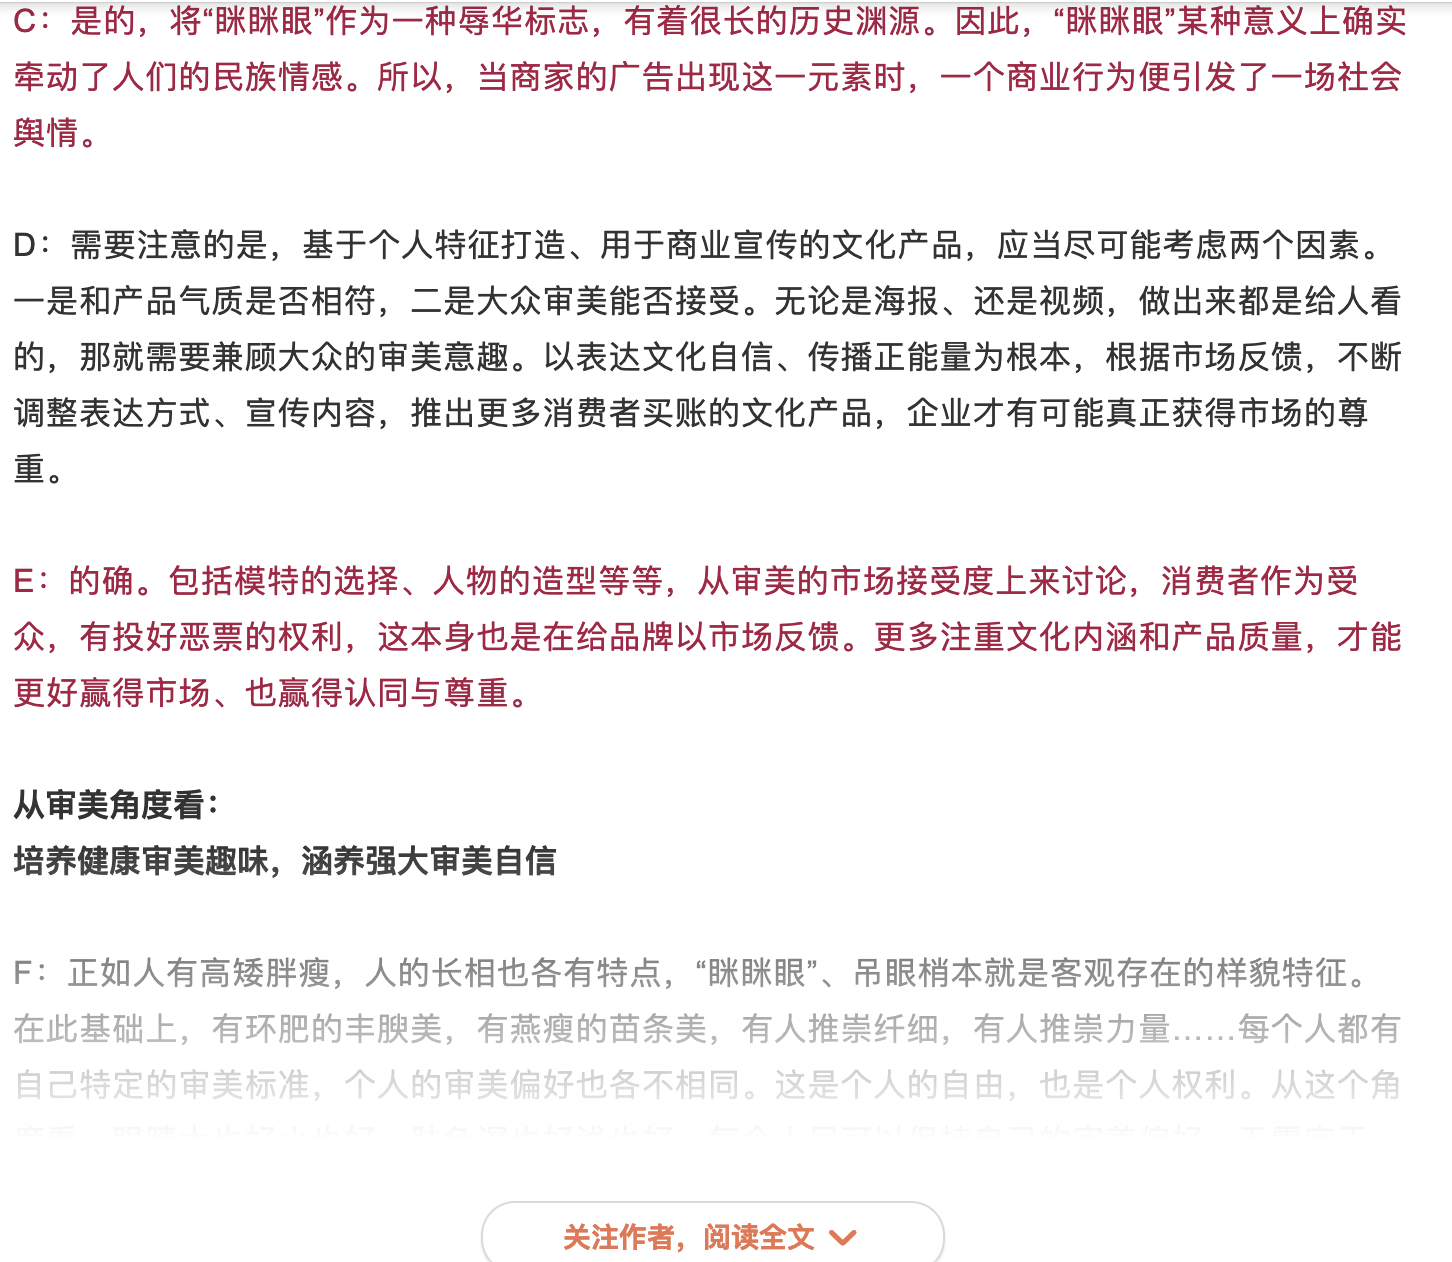 C：是的，将“眯眯眼”作为一种辱华标志，有着很长的历史渊源。因此，“眯眯眼”某种意义上确实
牵动了人们的民族情感。所以，当商家的广告出现这一元素时，一个商业行为便引发了一场社会
舆情。
D：需要注意的是，基于个人特征打造、用于商业宣传的文化产品，应当尽可能考虑两个因素。
一是和产品气质是否相符，二是大众审美能否接受。无论是海报、还是视频，做出来都是给人看
的，那就需要兼顾大众的审美意趣。以表达文化自信、传播正能量为根本，根据市场反馈，不断
调整表达方式、宣传内容，推出更多消费者买账的文化产品，企业才有可能真正获得市场的尊
重。
E：的确。包括模特的选择、人物的造型等等，从审美的市场接受度上来讨论，消费者作为受
众，有投好恶票的权利，这本身也是在给品牌以市场反馈。更多注重文化内涵和产品质量，才能
更好赢得市场、也赢得认同与尊重。
从审美角度看：
培养健康审美趣味，涵养强大审美自信
F：正如人有高矮胖瘦，人的长相也各有特点，“眯眯眼”、吊眼梢本就是客观存在的样貌特征。
在此基础上，有环肥的丰腴美，有燕瘦的苗条美，有人推崇纤细，有人推崇力量……每个人都有
自己特定的审美标准，个人的审美偏好也各不相同。这是个人的自由，也是个人权利。从这个角
关注作者，阅读全文